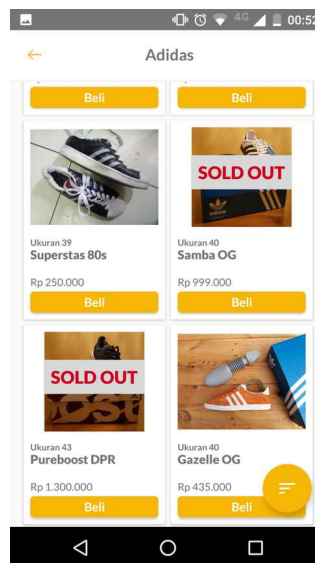 4G 00:52
Adidas
Beli Beli
SOLD OUT
adidas
Ukuran 39 Ukuran 40
Superstas 80s Samba OG
Rp 250.000 Rp 999.000
Beli Beli
SOLD OUT
Ukuran 43 Ukuran 40
Pureboost DPR Gazelle OG
Rp 1.300.000 Rp 435.000
Beli Beli